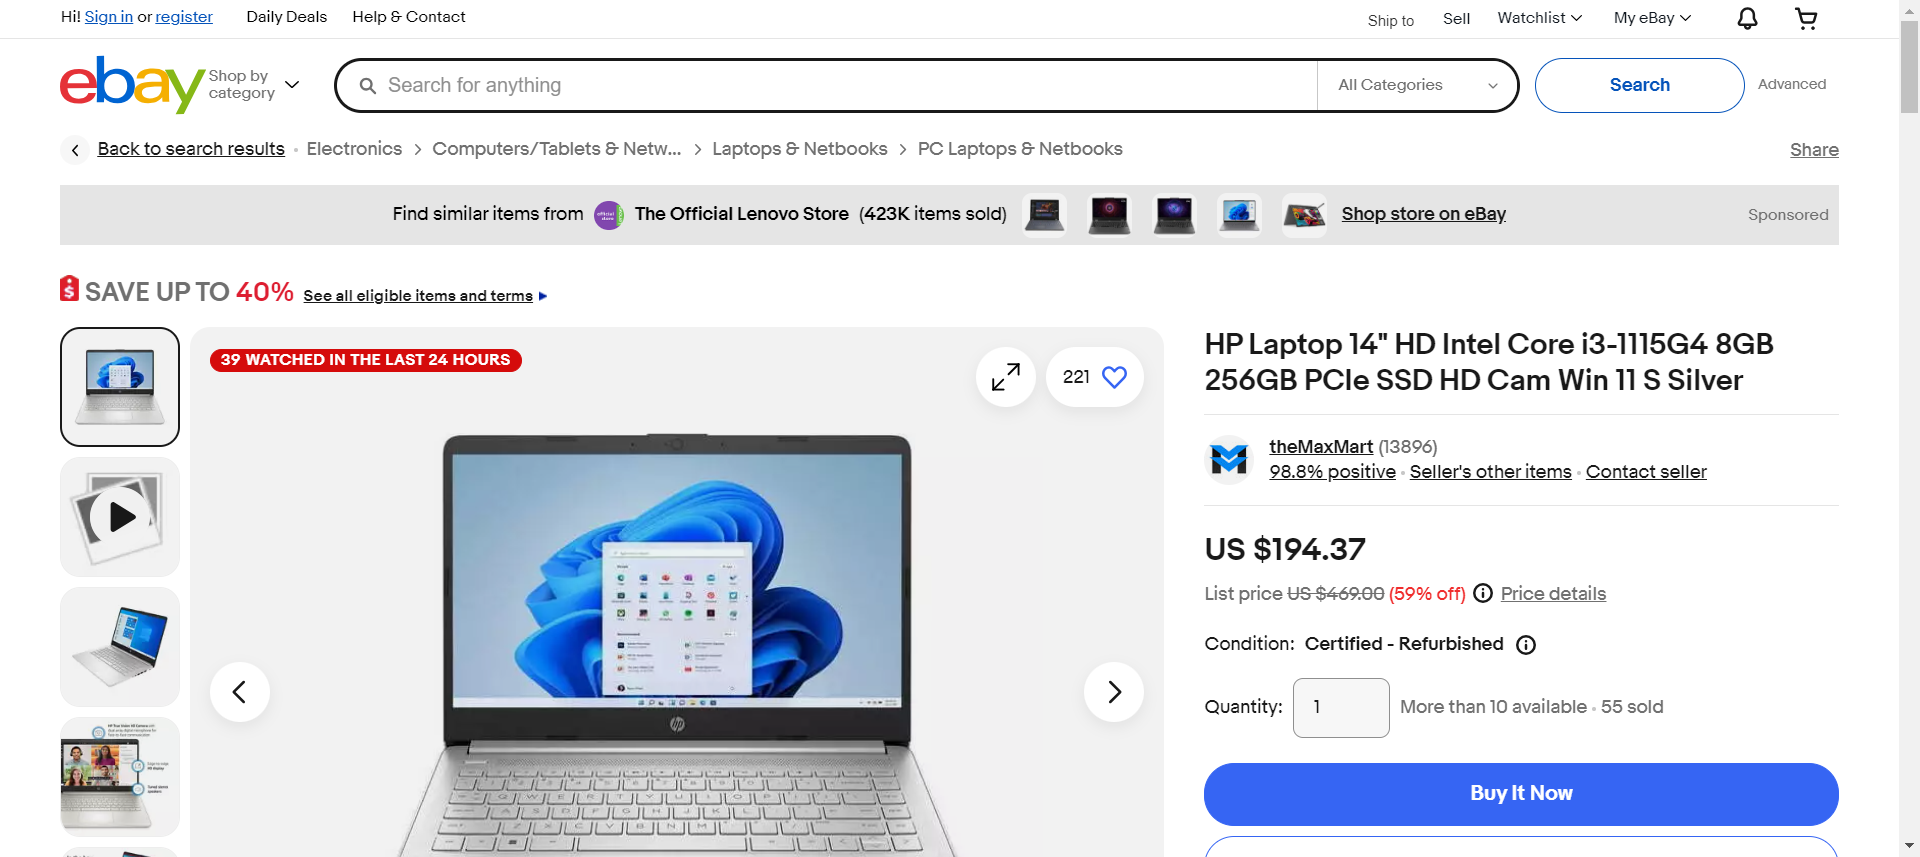 Hi! Sign in or register
Daily Deals
Help & Contact
Ship to
Sell
Watchlist
My eBay
ebay
Shop by
category
Search for anything
All Categories
Search
Advanced
Back to search results
Electronics
Computers/Tablets & Netw...
Laptops & Netbooks
PC Laptops & Netbooks
Share
Find similar items from
The Official Lenovo Store (423K items sold)
Shop store on eBay
Sponsored
SAVE UP TO 40%
See all eligible items and terms
39 WATCHED IN THE LAST 24 HOURS
221
HP Laptop 14" HD Intel Core i3-1115G4 8GB
256GB PCIe SSD HD Cam Win 11 S Silver
theMaxMart (13896)
98.8% positive · Seller's other items · Contact seller
US $194.37
List price US $469.00 (59% off)
Price details
Condition: Certified - Refurbished
Quantity: 1
More than 10 available · 55 sold
Buy It Now
hp